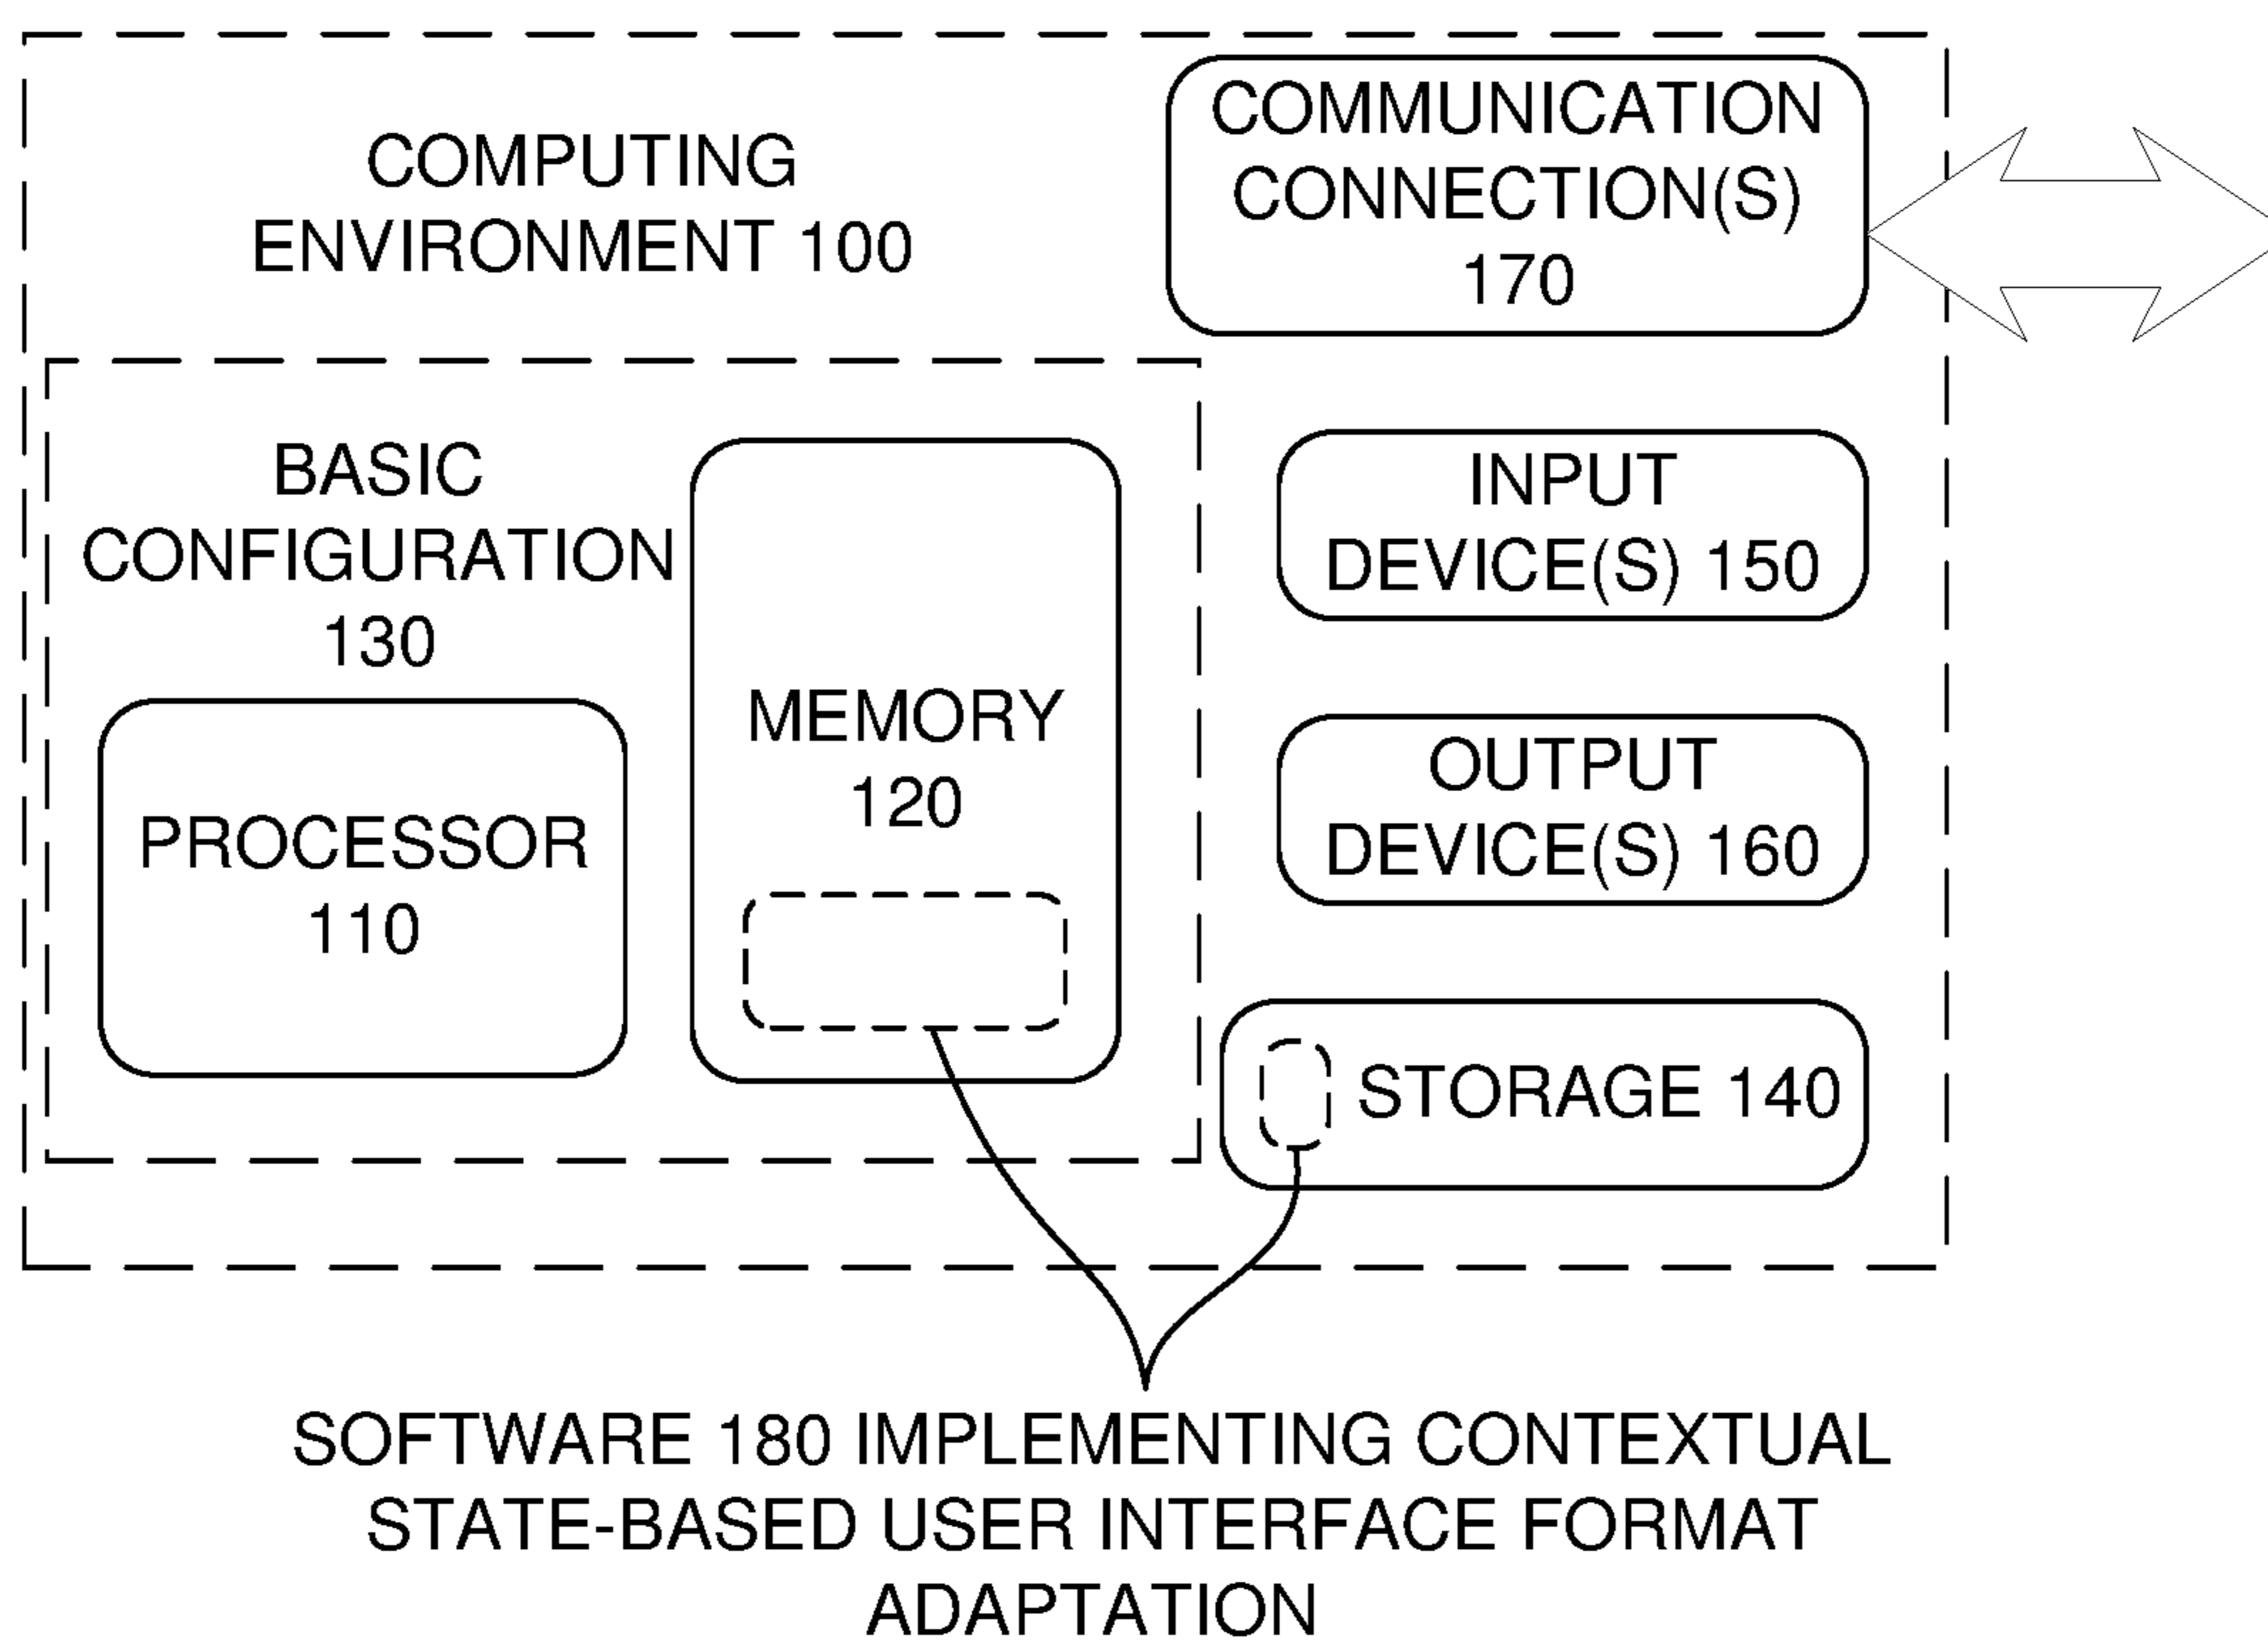 COMPUTING
ENVIRONMENT 100
COMMUNICATION
CONNECTION(S)
170
BASIC
CONFIGURATION
130
PROCESSOR
110
MEMORY
120
INPUT
DEVICE(S) 150
OUTPUT
DEVICE(S) 160
STORAGE 140
SOFTWARE 180 IMPLEMENTING CONTEXTUAL
STATE-BASED USER INTERFACE FORMAT
ADAPTATION